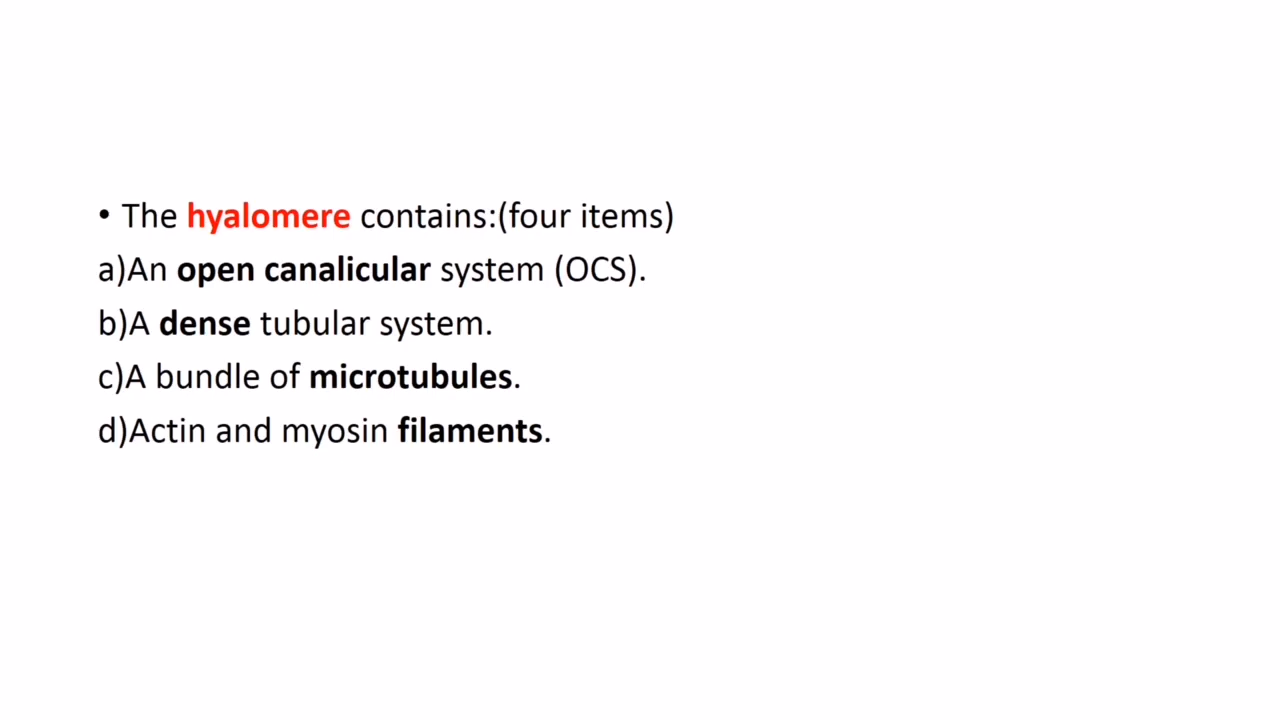 • The hyalomere contains:(four items)
a)An open canalicular system (OCS).
b)A dense tubular system.
c)A bundle of microtubules.
d)Actin and myosin filaments.